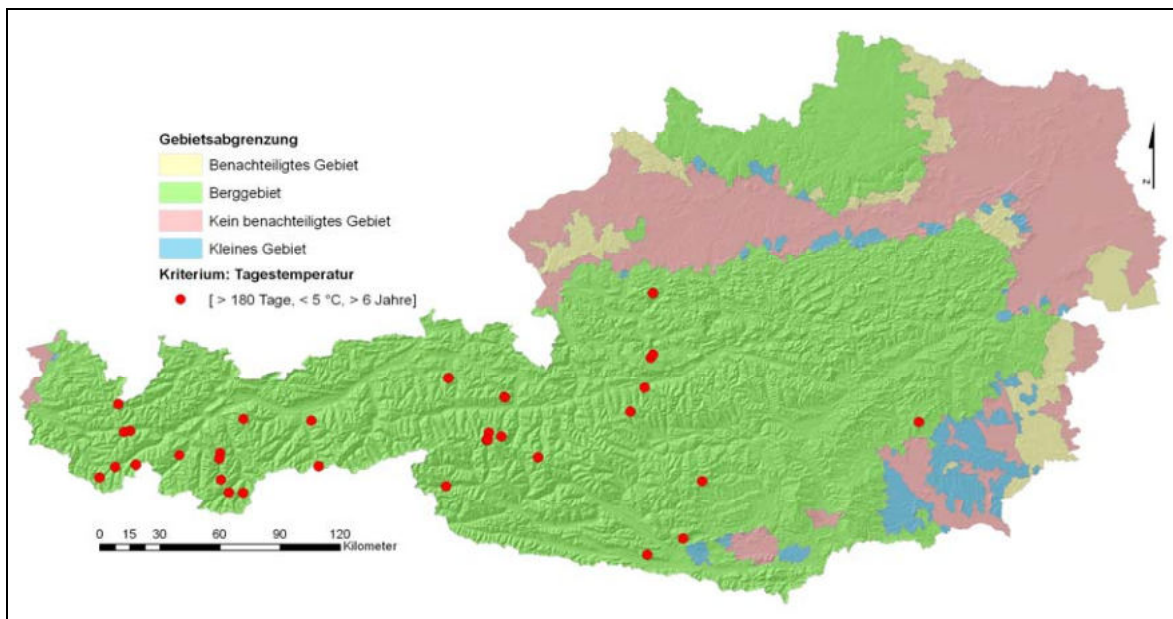 Gebietsabgrenzung
Benachteiligtes Gebiet
Berggebiet
Kein benachteiligtes Gebiet
Kleines Gebiet
Kriterium: Tagestemperatur
[ > 180 Tage, < 5 °C, > 6 Jahre]
N
0 15 30 60 90 120
Kilometer